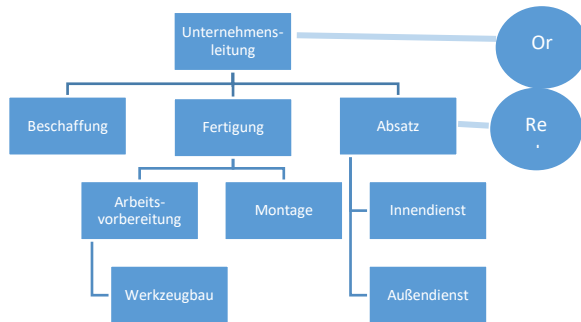 Unternehmens-
leitung
Or
Beschaffung
Fertigung
Absatz
Re
Arbeits-
vorbereitung
Montage
Innendienst
Werkzeugbau
Außendienst